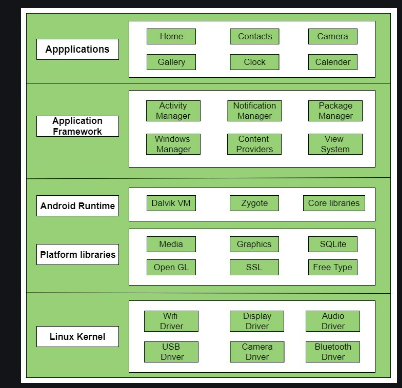 Appplications
Home Contacts Camera
Gallery Clock Calender
Application
Framework
Activity
Manager
Notification
Manager
Package
Manager
Windows
Manager
Content
Providers
View
System
Android Runtime
Dalvik VM Zygote Core libraries
Platform libraries
Media Graphics SQLite
Open GL SSL Free Type
Linux Kernel
Wifi
Driver
Display
Driver
Audio
Driver
USB
Driver
Camera
Driver
Bluetooth
Driver